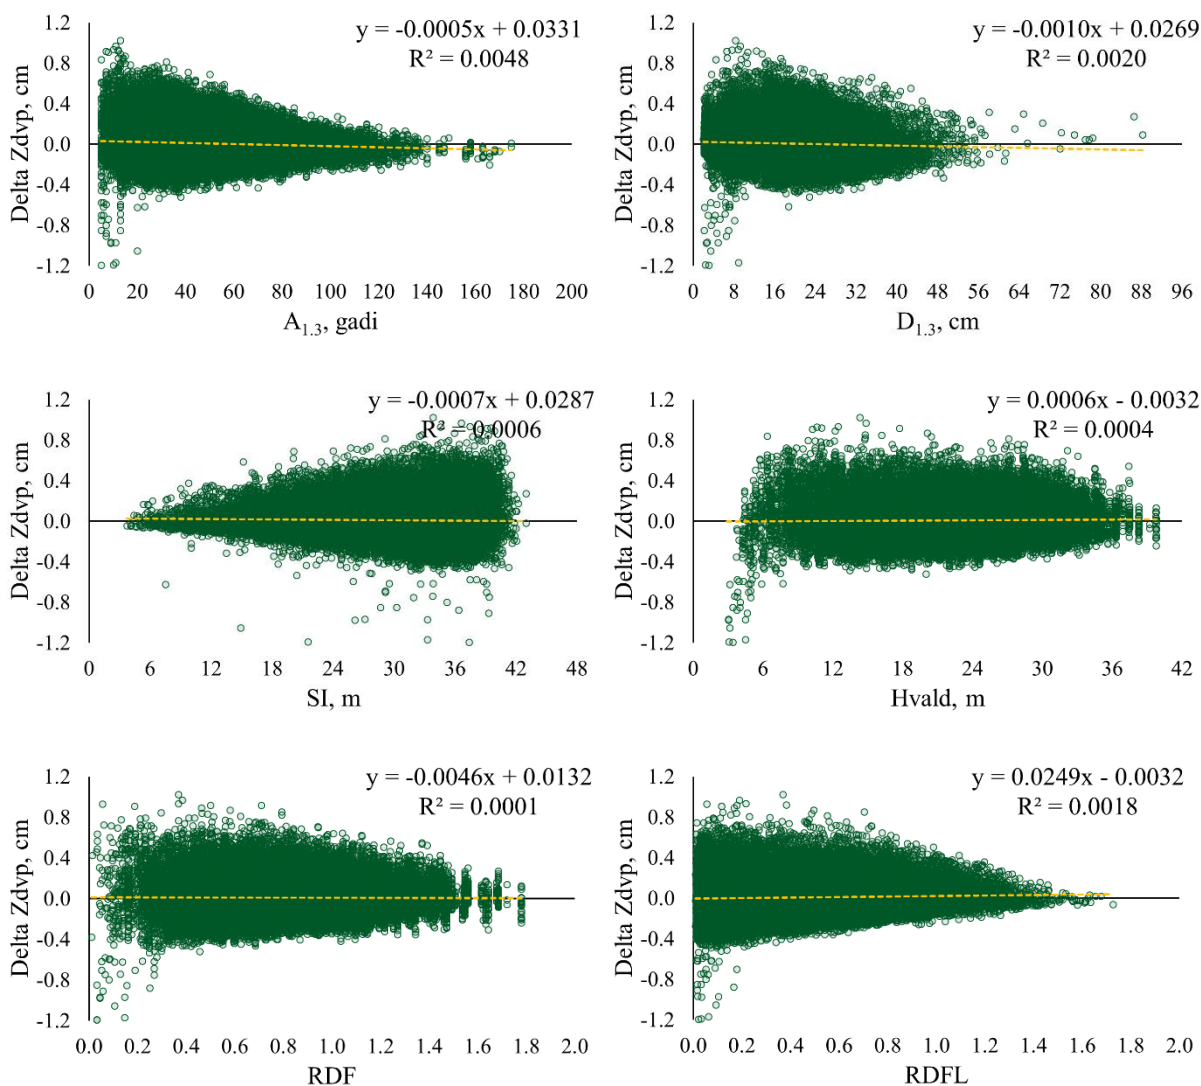 y = -0.0005x + 0.0331
R² = 0.0048
Delta Zdvp, cm
1.2
0.8
0.4
0.0
-0.4
-0.8
-1.2
0 20 40 60 80 100 120 140 160 180 200
A1.3, gadi
y = -0.0010x + 0.0269
R² = 0.0020
Delta Zdvp, cm
1.2
0.8
0.4
0.0
-0.4
-0.8
-1.2
0 8 16 24 32 40 48 56 64 72 80 88 96
D1.3, cm
y = -0.0007x + 0.0287
R² = 0.0006
Delta Zdvp, cm
1.2
0.8
0.4
0.0
-0.4
-0.8
-1.2
0 6 12 18 24 30 36 42 48
SI, m
y = 0.0006x - 0.0032
R² = 0.0004
Delta Zdvp, cm
1.2
0.8
0.4
0.0
-0.4
-0.8
-1.2
0 6 12 18 24 30 36 42
Hvald, m
y = -0.0046x + 0.0132
R² = 0.0001
Delta Zdvp, cm
1.2
0.8
0.4
0.0
-0.4
-0.8
-1.2
0.0 0.2 0.4 0.6 0.8 1.0 1.2 1.4 1.6 1.8 2.0
RDF
y = 0.0249x - 0.0032
R² = 0.0018
Delta Zdvp, cm
1.2
0.8
0.4
0.0
-0.4
-0.8
-1.2
0.0 0.2 0.4 0.6 0.8 1.0 1.2 1.4 1.6 1.8 2.0
RDFL